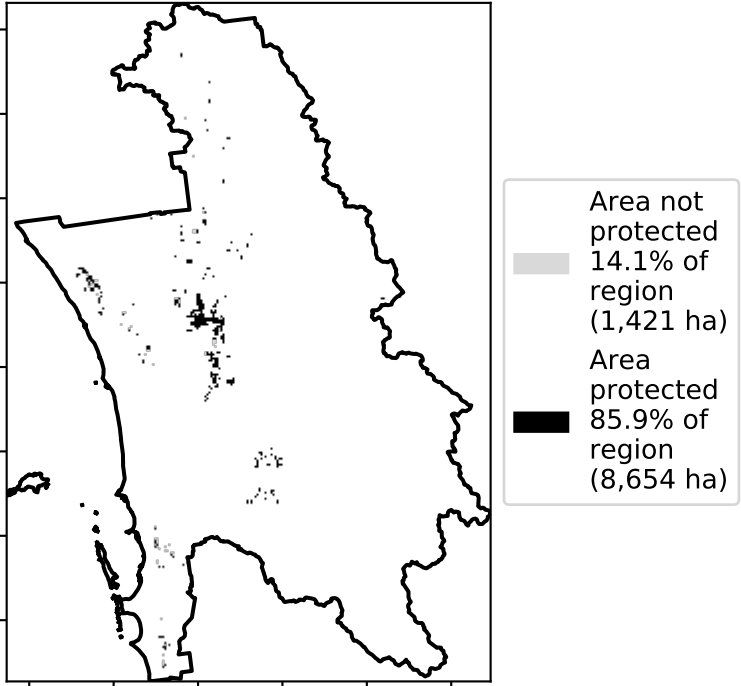 Area not
protected
14.1% of
region
(1,421 ha)
Area
protected
85.9% of
region
(8,654 ha)